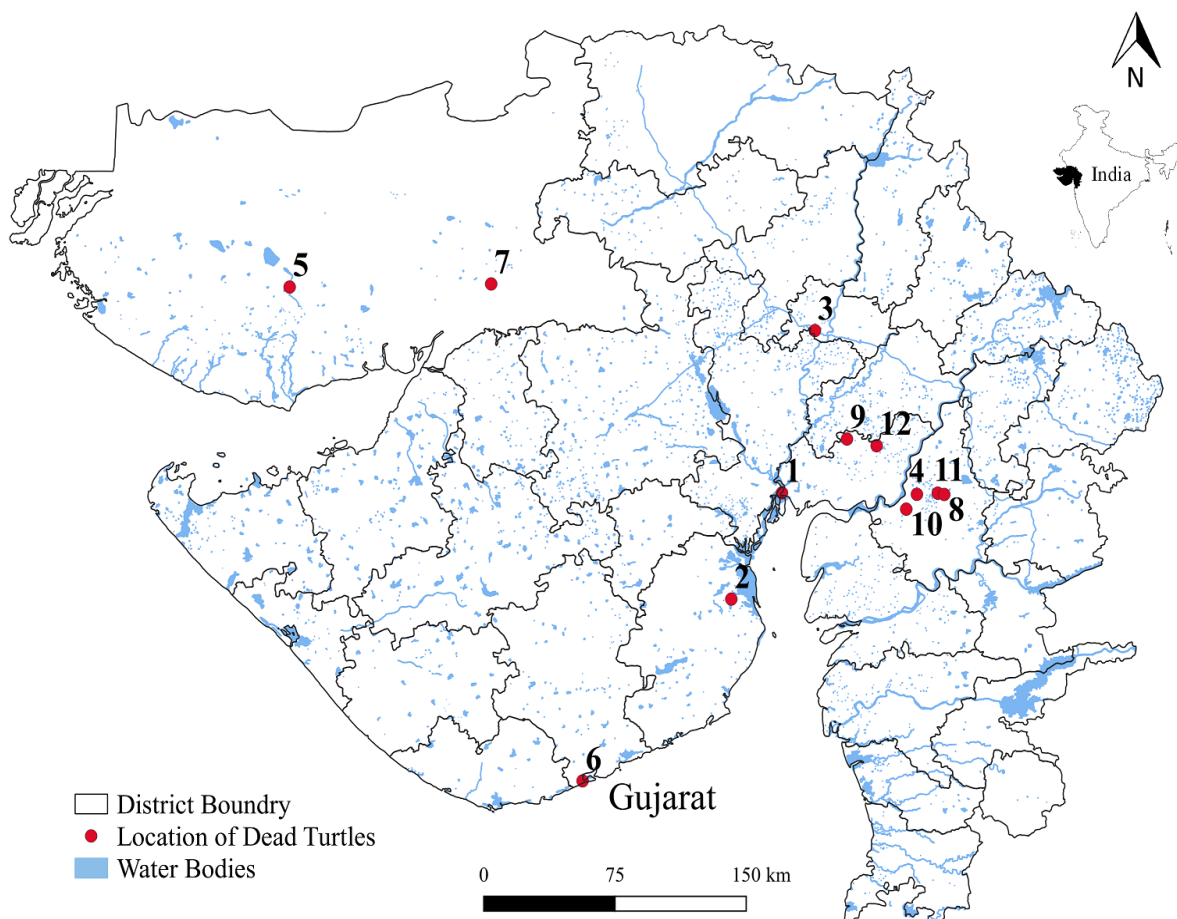 N
India
5
7
3
9
12
1
4
11
10
8
2
6
Gujarat
District Boundry
Location of Dead Turtles
Water Bodies
0
75
150 km